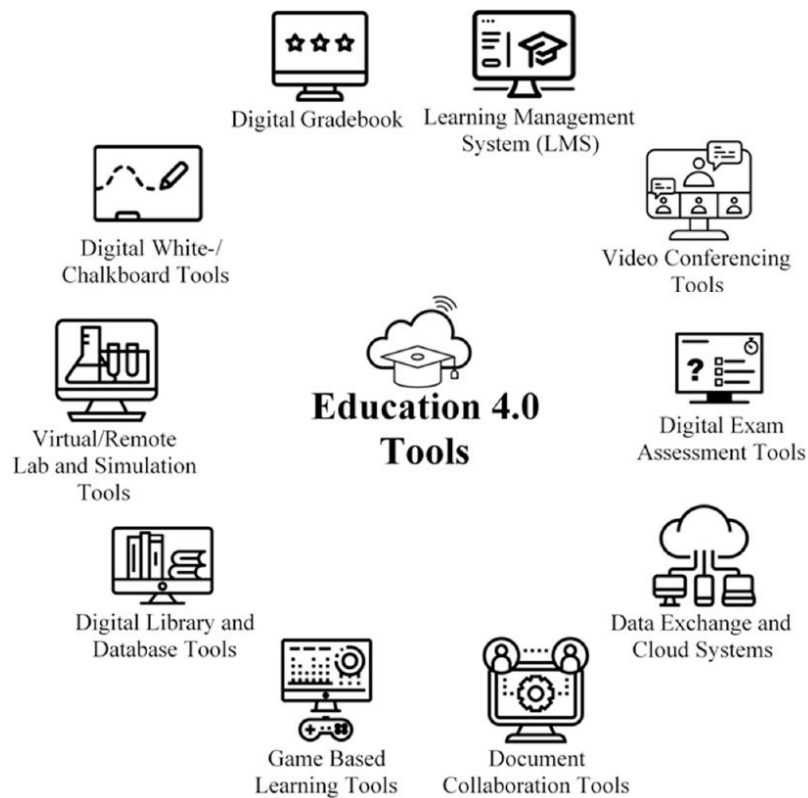 Digital Gradebook
Learning Management
System (LMS)
Video Conferencing
Tools
Digital Exam
Assessment Tools
Data Exchange and
Cloud Systems
Document
Collaboration Tools
Game Based
Learning Tools
Digital Library and
Database Tools
Virtual/Remote
Lab and Simulation
Tools
Digital White-/
Chalkboard Tools
Education 4.0
Tools
?